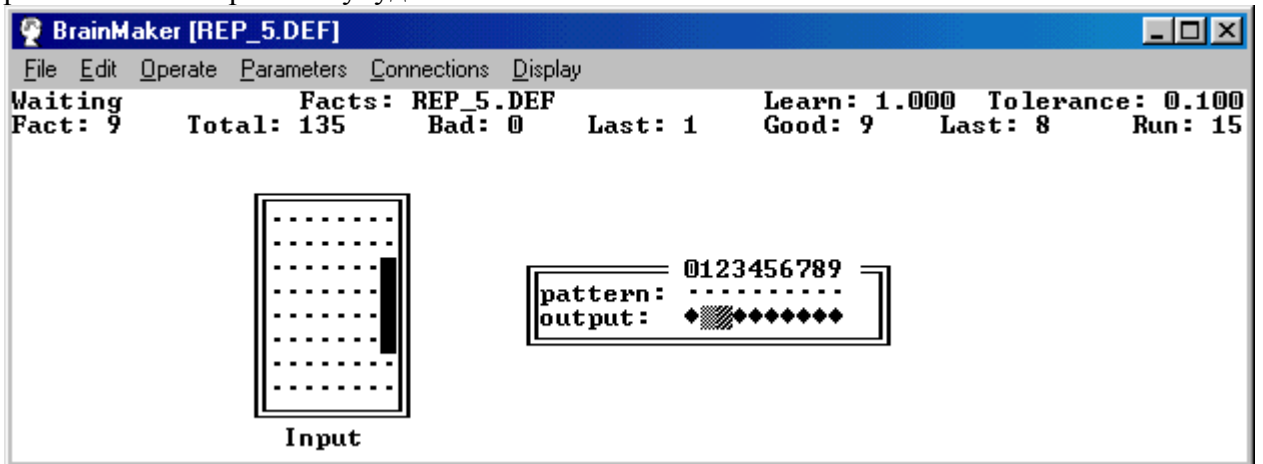 BrainMaker [REP_5.DEF]
File Edit Operate Parameters Connections Display
Waiting Facts: REP_5.DEF Learn: 1.000 Tolerance: 0.100
Fact: 9 Total: 135 Bad: 0 Last: 1 Good: 9 Last: 8 Run: 15
0123456789
pattern: ----------
output:
Input